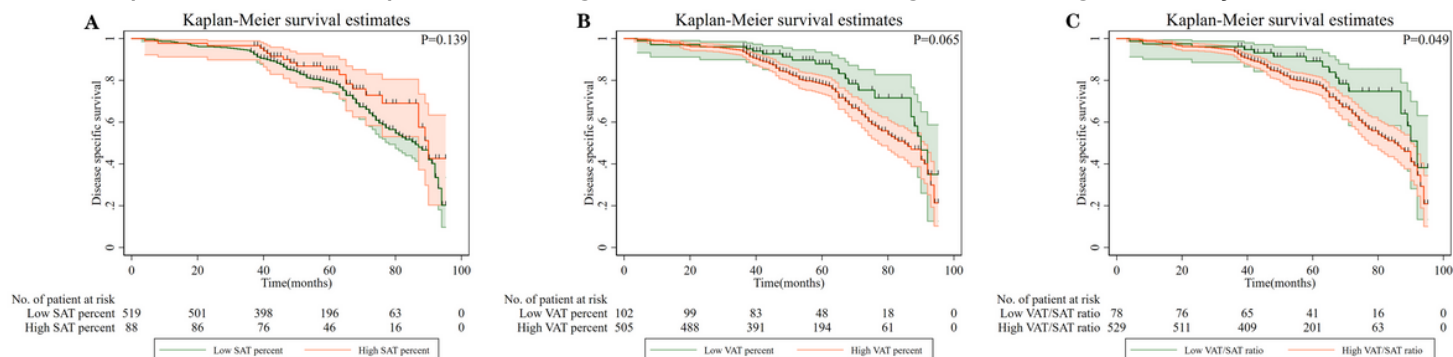 A
Kaplan-Meier survival estimates
P=0.139
Disease specific survival
1
.8
.6
.4
.2
0
0 20 40 60 80 100
Time(months)
No. of patient at risk
Low SAT percent 519 501 398 196 63 0
High SAT percent 88 86 76 46 16 0
Low SAT percent High SAT percent
B
Kaplan-Meier survival estimates
P=0.065
Disease specific survival
1
.8
.6
.4
.2
0
0 20 40 60 80 100
Time(months)
No. of patient at risk
Low VAT percent 102 99 83 48 18 0
High VAT percent 505 488 391 194 61 0
Low VAT percent High VAT percent
C
Kaplan-Meier survival estimates
P=0.049
Disease specific survival
1
.8
.6
.4
.2
0
0 20 40 60 80 100
Time(months)
No. of patient at risk
Low VAT/SAT ratio 78 76 65 41 16 0
High VAT/SAT ratio 529 511 409 201 63 0
Low VAT/SAT ratio High VAT/SAT ratio